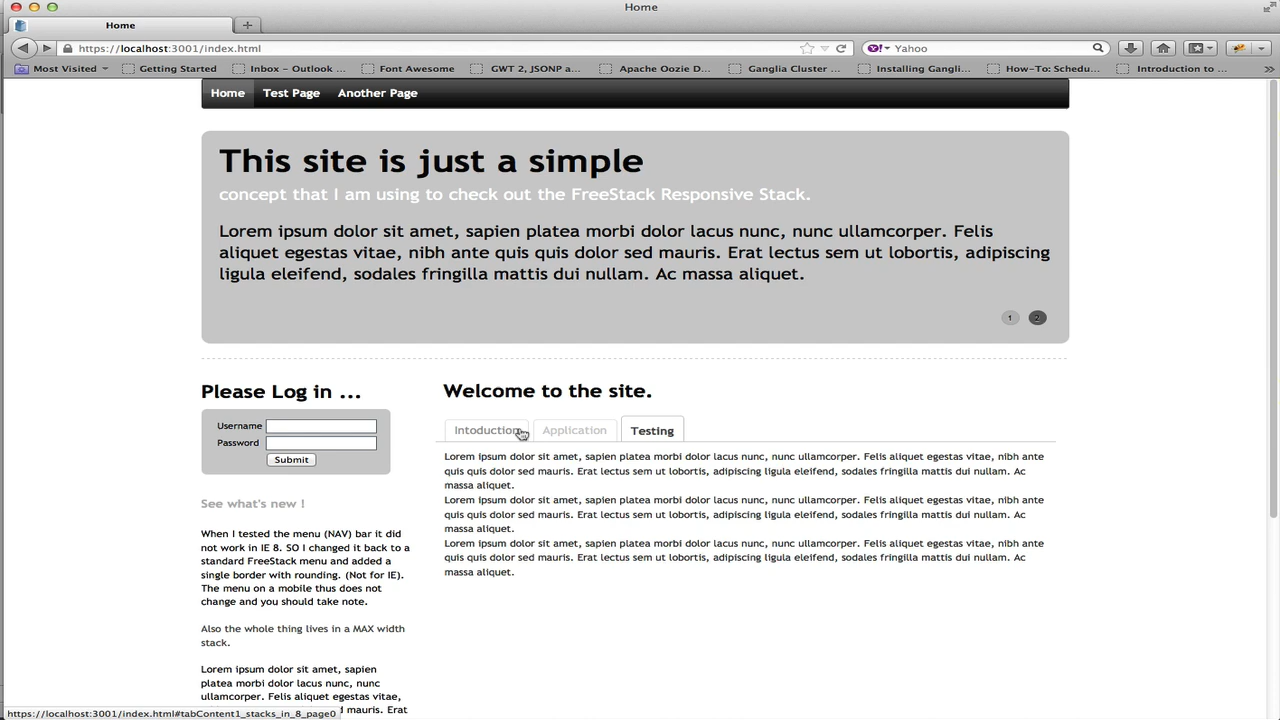 Home
Home
https://localhost:3001/index.html
Yahoo
Most Visited
Getting Started
Inbox – Outlook ...
Font Awesome
GWT 2, JSONP a...
Apache Oozie D...
Ganglia Cluster ...
Installing Gangli...
How-To: Schedu...
Introduction to ...
Home
Test Page
Another Page
This site is just a simple
concept that I am using to check out the FreeStack Responsive Stack.
Lorem ipsum dolor sit amet, sapien platea morbi dolor lacus nunc, nunc ullamcorper. Felis
aliquet egestas vitae, nibh ante quis quis dolor sed mauris. Erat lectus sem ut lobortis, adipiscing
ligula eleifend, sodales fringilla mattis dui nullam. Ac massa aliquet.
1
2
Please Log in ...
Username
Password
Submit
See what's new !
When I tested the menu (NAV) bar it did
not work in IE 8. SO I changed it back to a
standard FreeStack menu and added a
single border with rounding. (Not for IE).
The menu on a mobile thus does not
change and you should take note.
Also the whole thing lives in a MAX width
stack.
Lorem ipsum dolor sit amet, sapien
platea morbi dolor lacus nunc, nunc
ullamcorper. Felis aliquet egestas vitae,
d mauris. Erat
Welcome to the site.
Intoduction
Application
Testing
Lorem ipsum dolor sit amet, sapien platea morbi dolor lacus nunc, nunc ullamcorper. Felis aliquet egestas vitae, nibh ante
quis quis dolor sed mauris. Erat lectus sem ut lobortis, adipiscing ligula eleifend, sodales fringilla mattis dui nullam. Ac
massa aliquet.
Lorem ipsum dolor sit amet, sapien platea morbi dolor lacus nunc, nunc ullamcorper. Felis aliquet egestas vitae, nibh ante
quis quis dolor sed mauris. Erat lectus sem ut lobortis, adipiscing ligula eleifend, sodales fringilla mattis dui nullam. Ac
massa aliquet.
Lorem ipsum dolor sit amet, sapien platea morbi dolor lacus nunc, nunc ullamcorper. Felis aliquet egestas vitae, nibh ante
quis quis dolor sed mauris. Erat lectus sem ut lobortis, adipiscing ligula eleifend, sodales fringilla mattis dui nullam. Ac
massa aliquet.
https://localhost:3001/index.html#tabContent1_stacks_in_8_page0